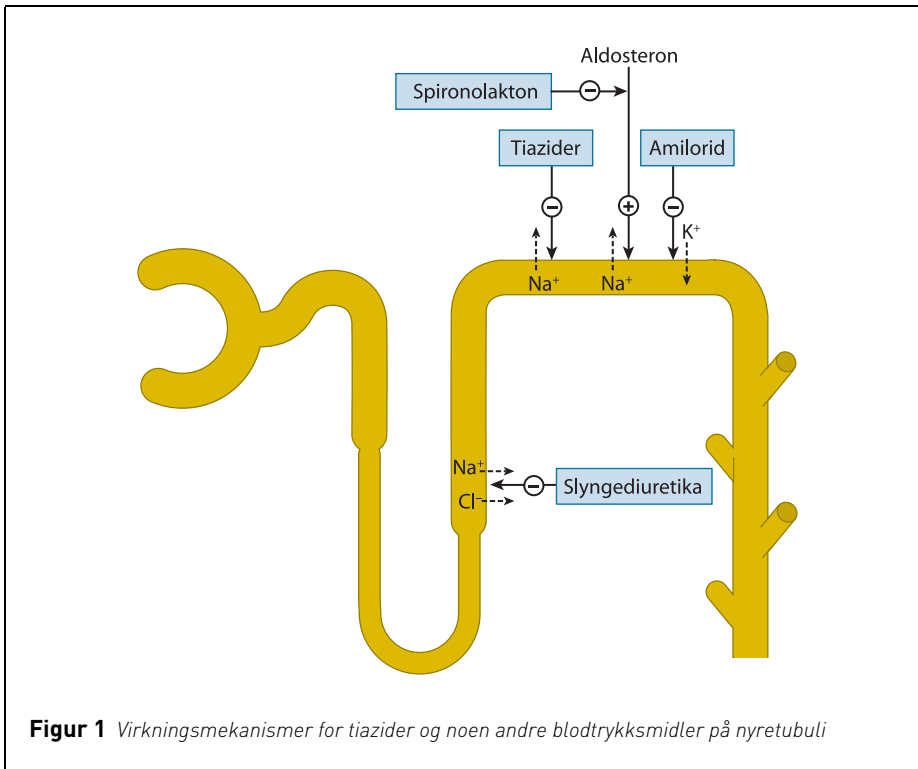 Aldosteron
Spironolakton
−
Tiazider
Amilorid
−
+
−
K⁺
Na⁺
Na⁺
Na⁺
−
Slyngediuretika
Cl⁻
Figur 1 Virkningsmekanismer for tiazider og noen andre blodtrykksmidler på nyretubuli